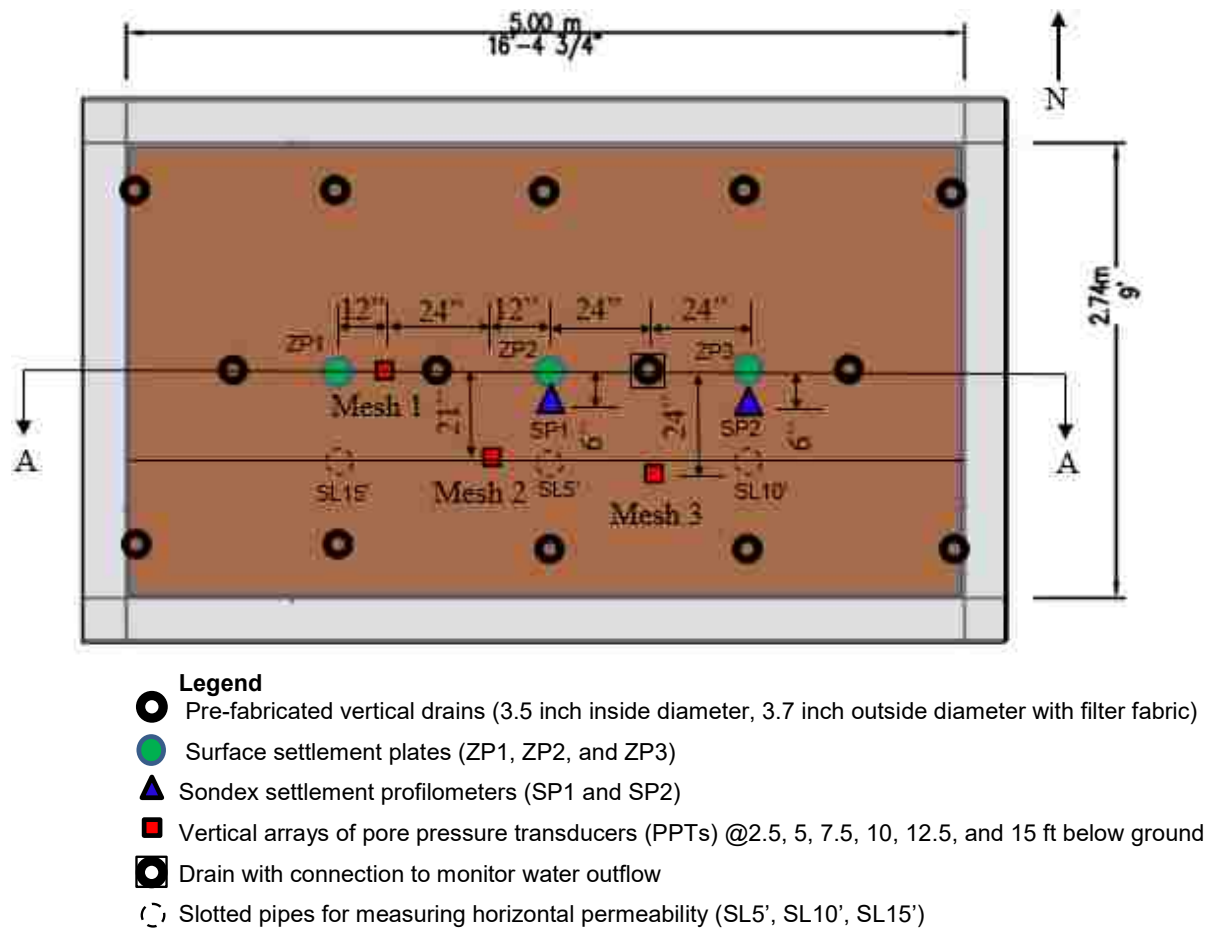 5.00 m
16'-4 3/4"
N
2.74m
9'
12" 24" 12" 24" 24"
ZP1 ZP2 ZP3
Mesh 1
21"
SP1
6"
24"
SP2
6"
A A
SL15' Mesh 2 SL5' SL10'
Mesh 3
Legend
Pre-fabricated vertical drains (3.5 inch inside diameter, 3.7 inch outside diameter with filter fabric)
Surface settlement plates (ZP1, ZP2, and ZP3)
Sondex settlement profilometers (SP1 and SP2)
Vertical arrays of pore pressure transducers (PPTs) @2.5, 5, 7.5, 10, 12.5, and 15 ft below ground
Drain with connection to monitor water outflow
Slotted pipes for measuring horizontal permeability (SL5', SL10', SL15')